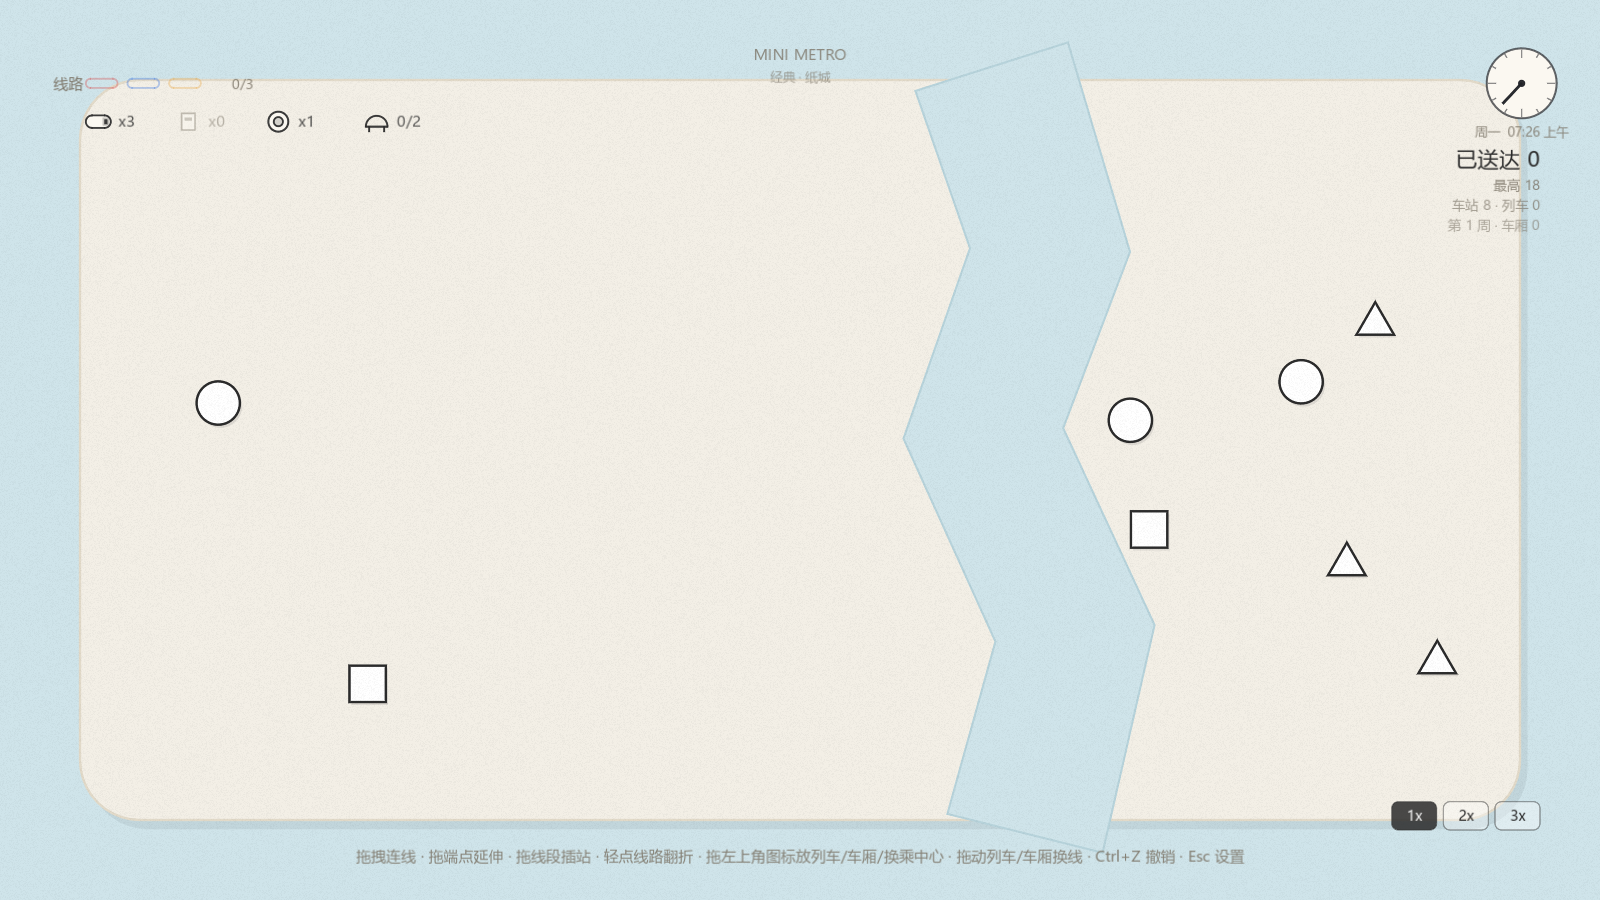 MINI METRO
经典 · 纸城
线路 0/3
x3 x0 x1 0/2
周一 07:26 上午
已送达 0
最高 18
车站 8 · 列车 0
第 1 周 · 车厢 0
1x 2x 3x
拖拽连线 · 拖端点延伸 · 拖线段插站 · 轻点线路翻折 · 拖左上角图标放列车/车厢/换乘中心 · 拖动列车/车厢换线 · Ctrl+Z 撤销 · Esc 设置